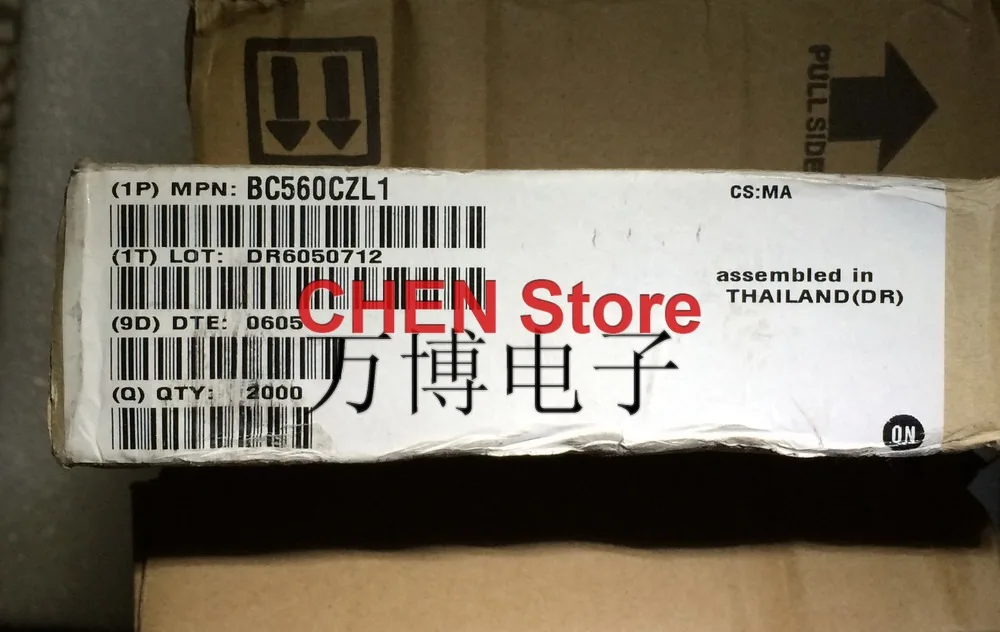 PULL SIDE
(1P) MPN: BC560CZL1
CS:MA
(1T) LOT: DR6050712
assembled in
THAILAND(DR)
CHEN Store
(9D) DTE: 0605
万博电子
(Q) QTY: 2000
ON